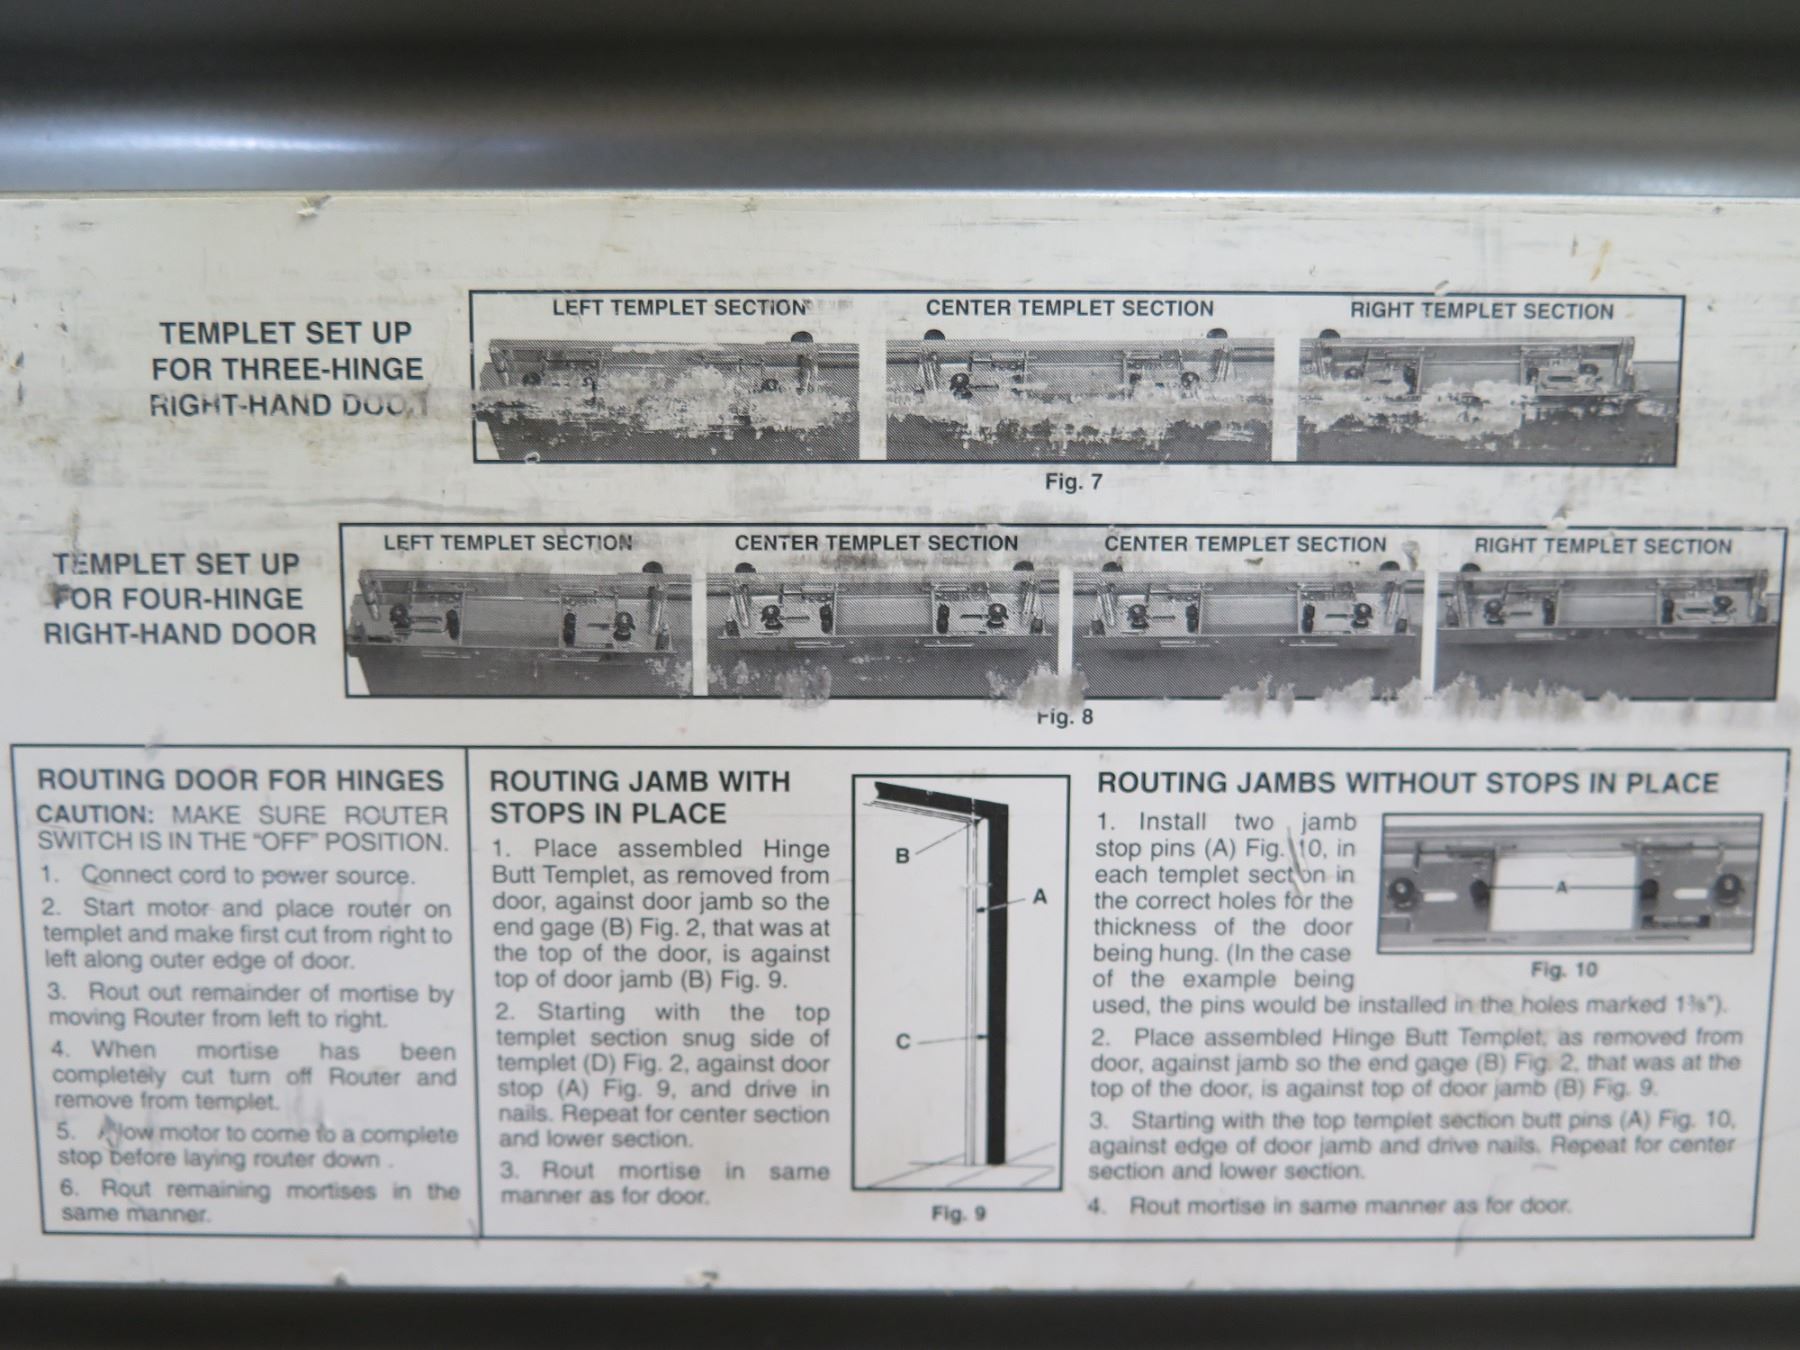 TEMPLET SET UP
FOR THREE-HINGE
RIGHT-HAND
LEFT TEMPLET SECTION
CENTER TEMPLET SECTION
RIGHT TEMPLET SECTION
Fig. 7
TEMPLET SET UP
FOR FOUR-HINGE
RIGHT-HAND DOOR
LEFT TEMPLET SECTION
CENTER TEMPLET SECTION
CENTER TEMPLET SECTION
RIGHT TEMPLET SECTION
Fig. 8
ROUTING DOOR FOR HINGES
CAUTION: MAKE SURE ROUTER
SWITCH IS IN THE "OFF" POSITION.
1. Connect cord to power source.
2. Start motor and place router on
templet and make first cut from right to
left along outer edge of door.
3. Rout out remainder of mortise by
moving Router from left to right.
4. When mortise has been
completely cut turn off Router and
remove from templet.
5. Allow motor to come to a complete
stop before laying router down .
6. Rout remaining mortises in the
same manner.
ROUTING JAMB WITH
STOPS IN PLACE
1. Place assembled Hinge
Butt Templet, as removed from
door, against door jamb so the
end gage (B) Fig. 2, that was at
the top of the door, is against
top of door jamb (B) Fig. 9.
2. Starting with the top
templet section snug side of
templet (D) Fig. 2, against door
stop (A) Fig. 9, and drive in
nails. Repeat for center section
and lower section.
3. Rout mortise in same
manner as for door.
B
A
C
Fig. 9
ROUTING JAMBS WITHOUT STOPS IN PLACE
1. Install two jamb
stop pins (A) Fig. 10, in
each templet section in
the correct holes for the
thickness of the door
being hung. (In the case
of the example being
used, the pins would be installed in the holes marked 1⅜").
A
Fig. 10
2. Place assembled Hinge Butt Templet, as removed from
door, against jamb so the end gage (B) Fig. 2, that was at the
top of the door, is against top of door jamb (B) Fig. 9.
3. Starting with the top templet section butt pins (A) Fig. 10,
against edge of door jamb and drive nails. Repeat for center
section and lower section.
4. Rout mortise in same manner as for door.